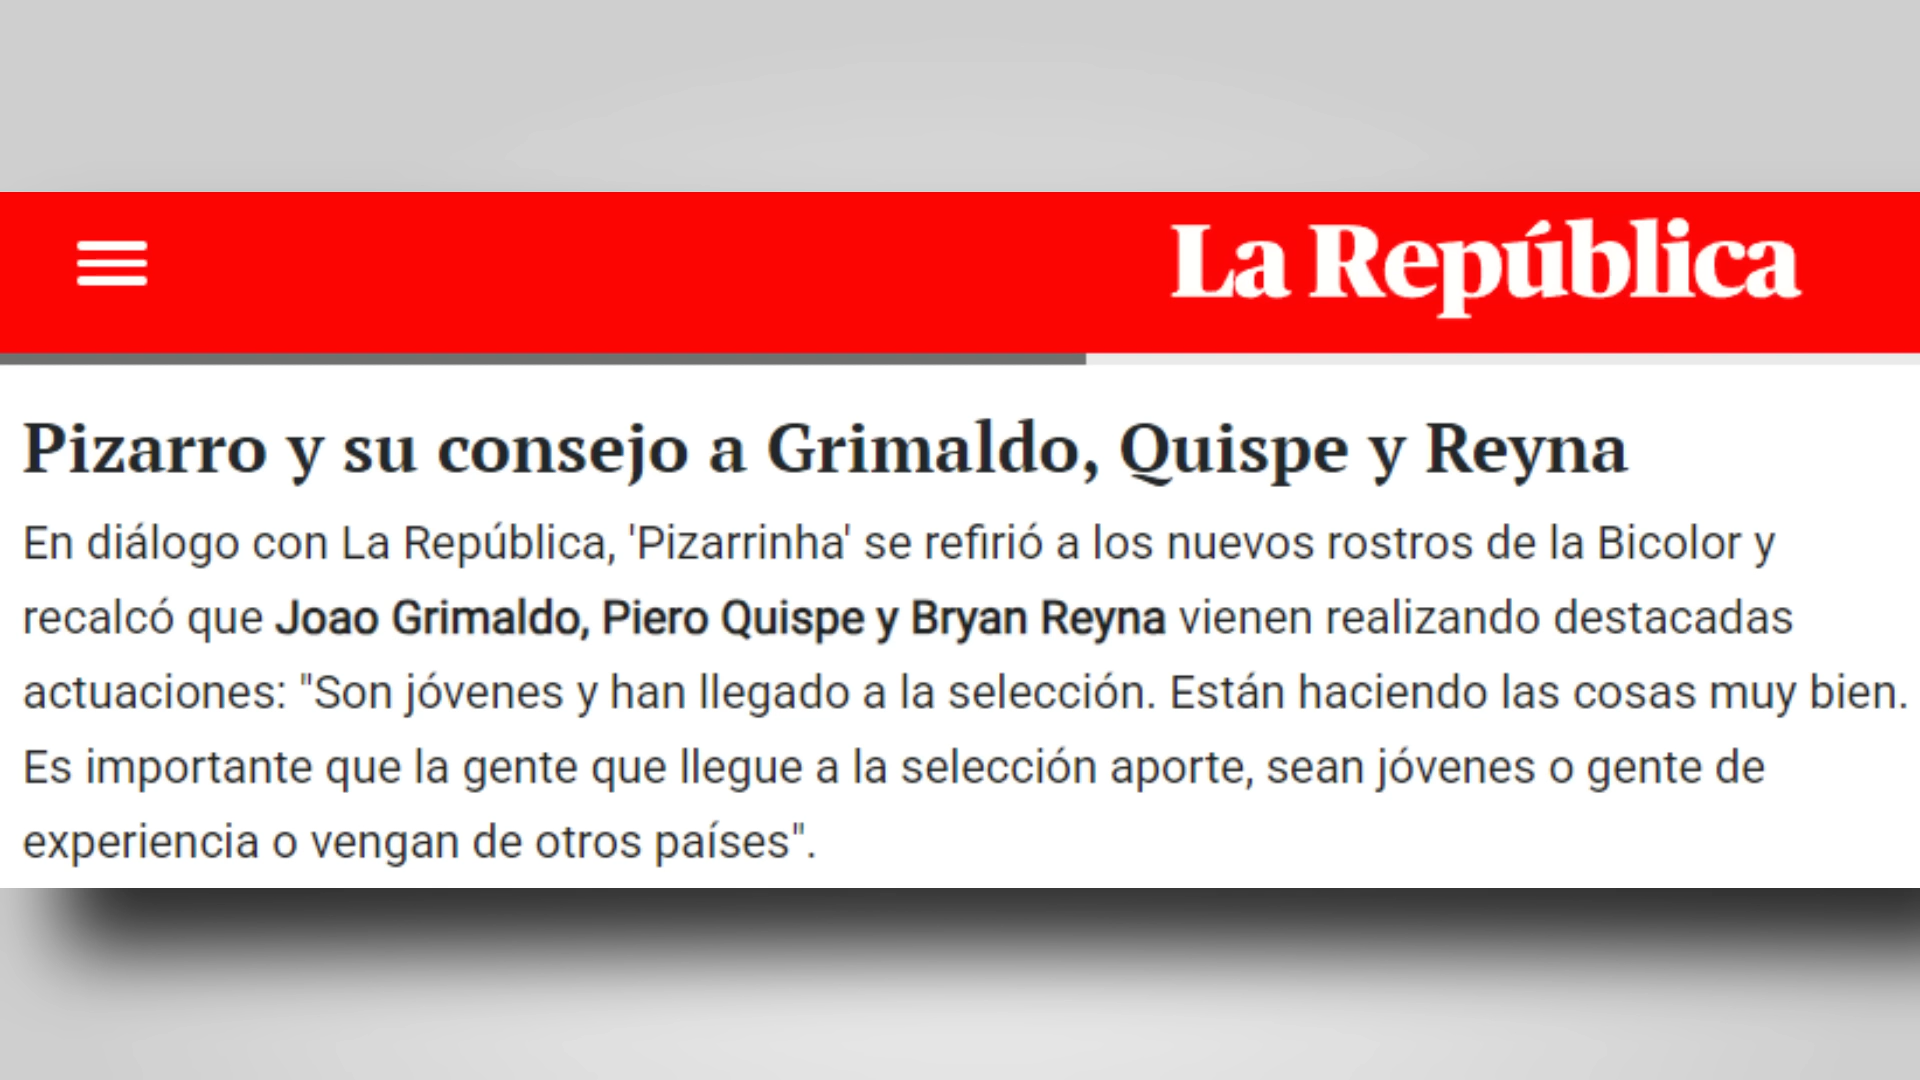 La República
Pizarro y su consejo a Grimaldo, Quispe y Reyna
En diálogo con La República, 'Pizarrinha' se refirió a los nuevos rostros de la Bicolor y
recalcó que Joao Grimaldo, Piero Quispe y Bryan Reyna vienen realizando destacadas
actuaciones: "Son jóvenes y han llegado a la selección. Están haciendo las cosas muy bien.
Es importante que la gente que llegue a la selección aporte, sean jóvenes o gente de
experiencia o vengan de otros países".